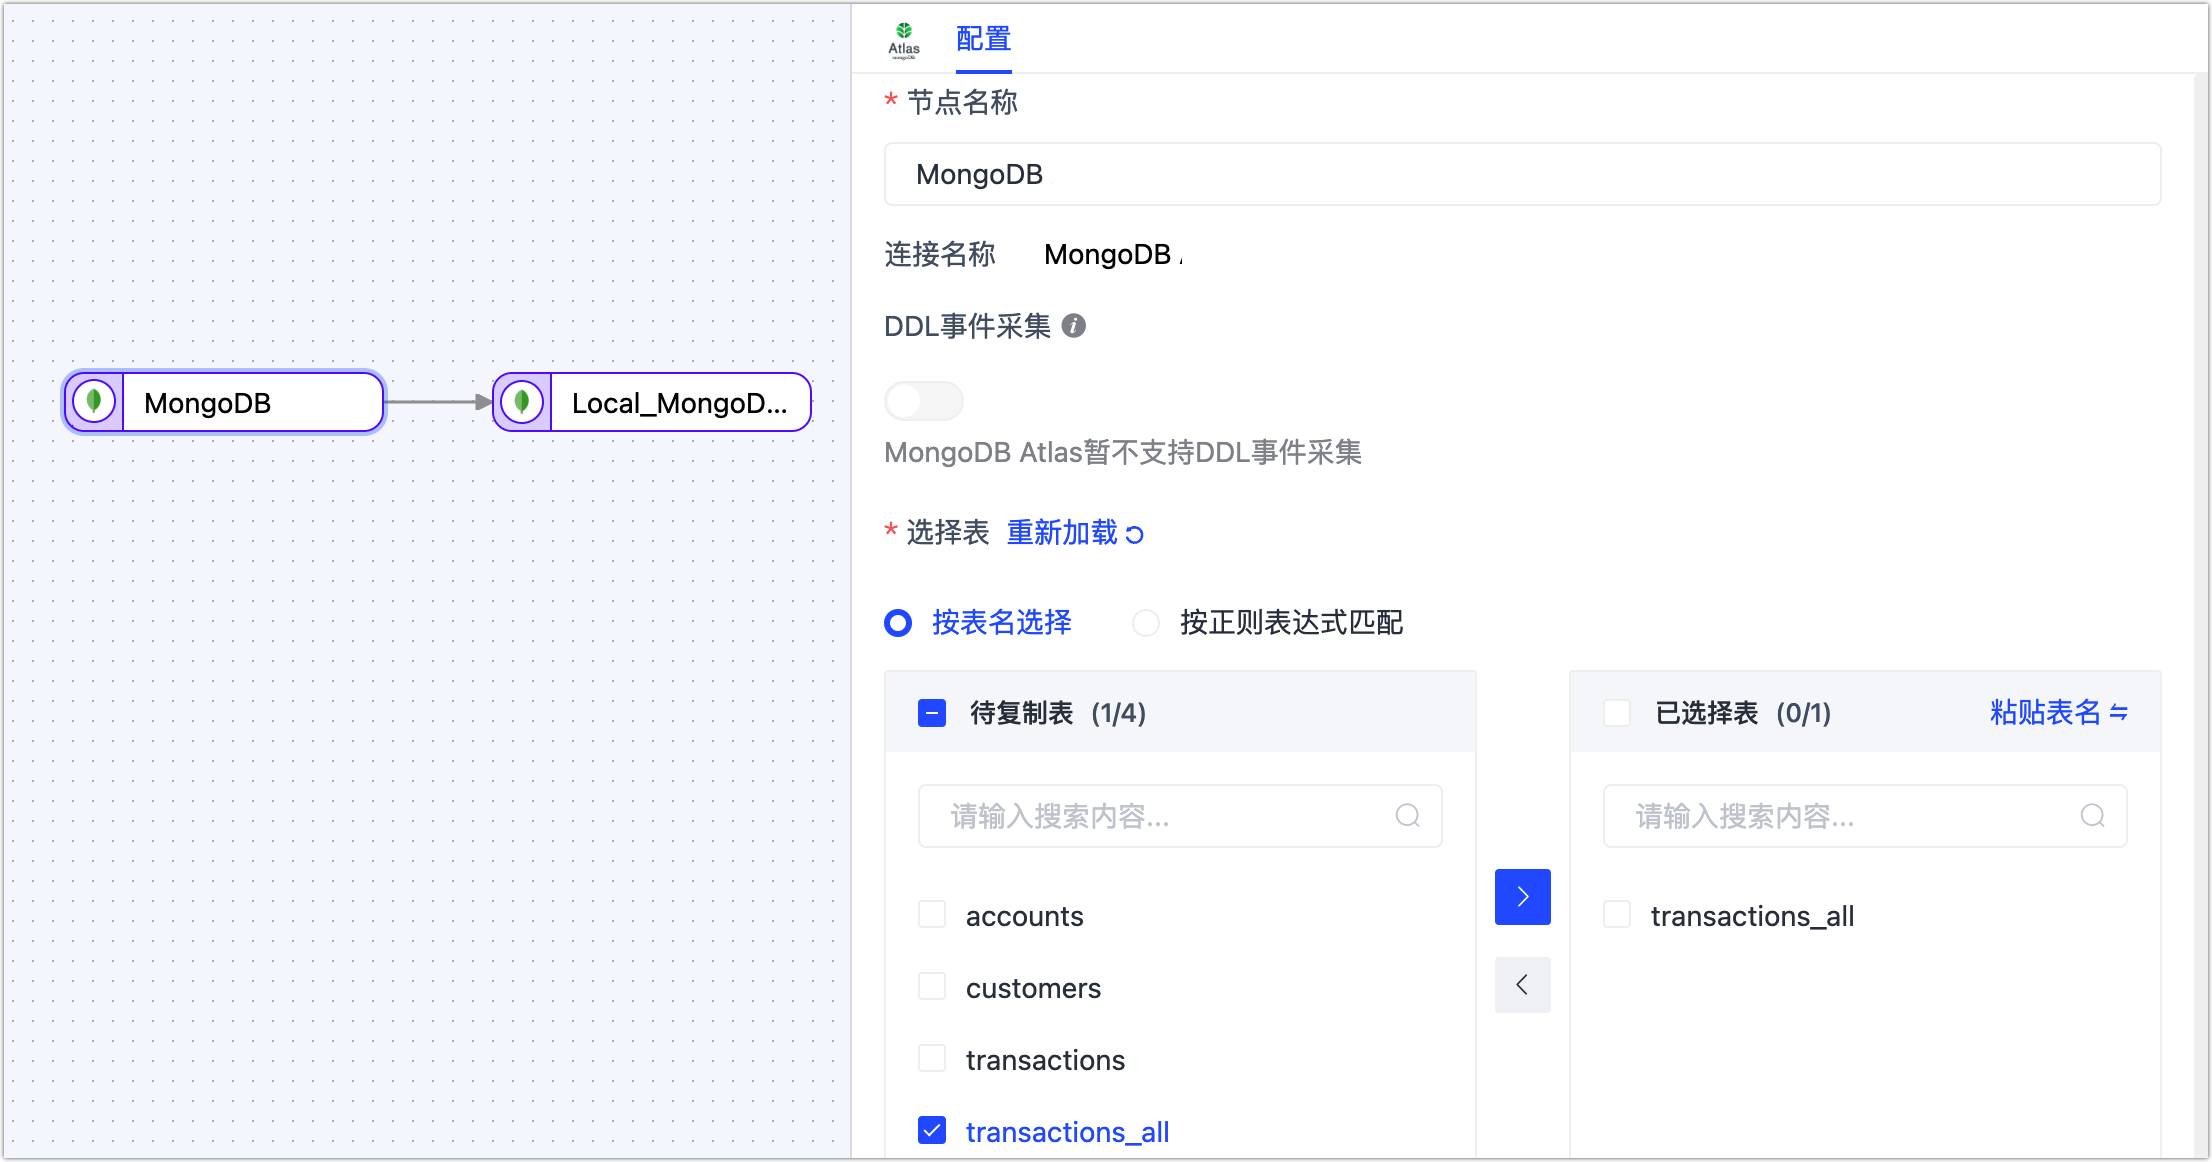 MongoDB
Local_MongoD...
Atlas
配置
* 节点名称
MongoDB
连接名称 MongoDB
DDL事件采集
MongoDB Atlas暂不支持DDL事件采集
* 选择表 重新加载
按表名选择 按正则表达式匹配
待复制表 (1/4)
请输入搜索内容...
accounts
customers
transactions
transactions_all
已选择表 (0/1) 粘贴表名
请输入搜索内容...
transactions_all